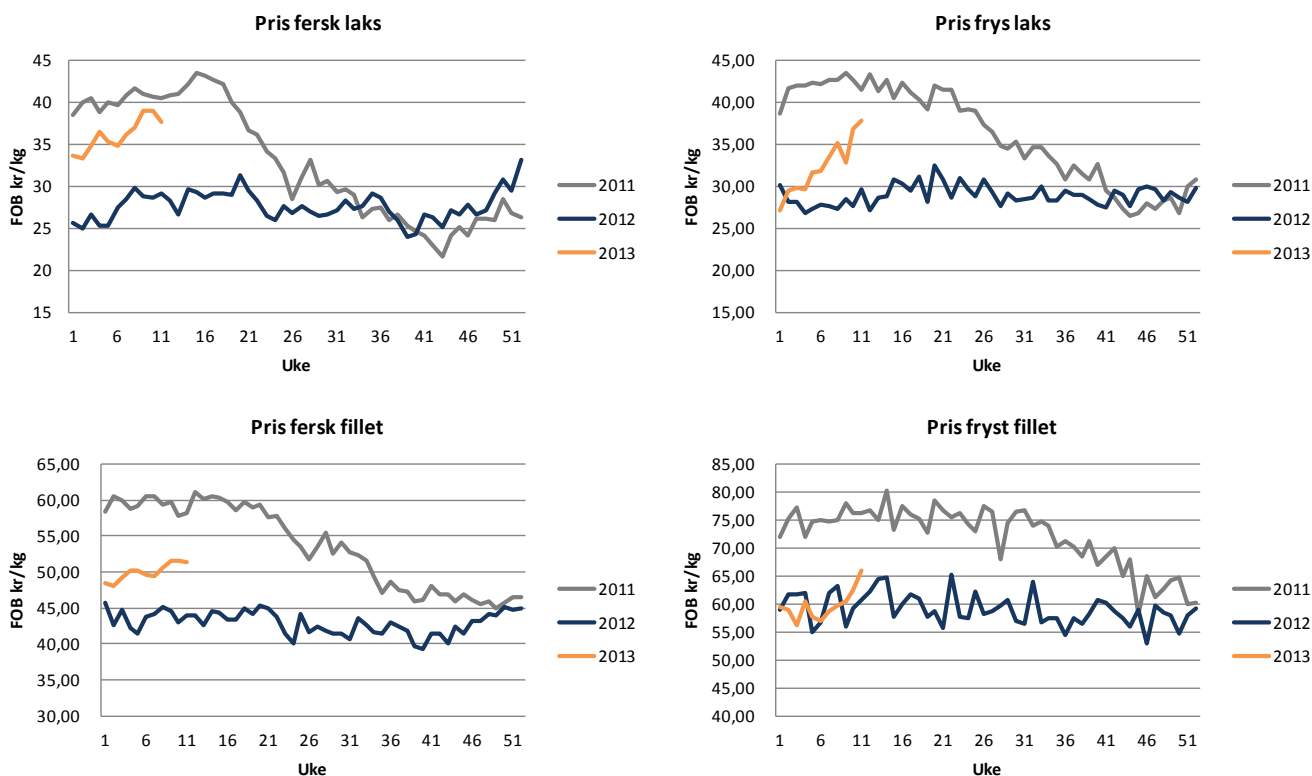 Pris fersk laks
45
40
35
30
25
20
15
FOB kr/kg
1 6 11 16 21 26 31 36 41 46 51
Uke
2011
2012
2013
Pris frys laks
45,00
40,00
35,00
30,00
25,00
20,00
15,00
FOB kr/kg
1 6 11 16 21 26 31 36 41 46 51
Uke
2011
2012
2013
Pris fersk fillet
65,00
60,00
55,00
50,00
45,00
40,00
35,00
30,00
FOB kr/kg
1 6 11 16 21 26 31 36 41 46 51
Uke
2011
2012
2013
Pris fryst fillet
85,00
80,00
75,00
70,00
65,00
60,00
55,00
50,00
45,00
40,00
FOB kr/kg
1 6 11 16 21 26 31 36 41 46 51
Uke
2011
2012
2013